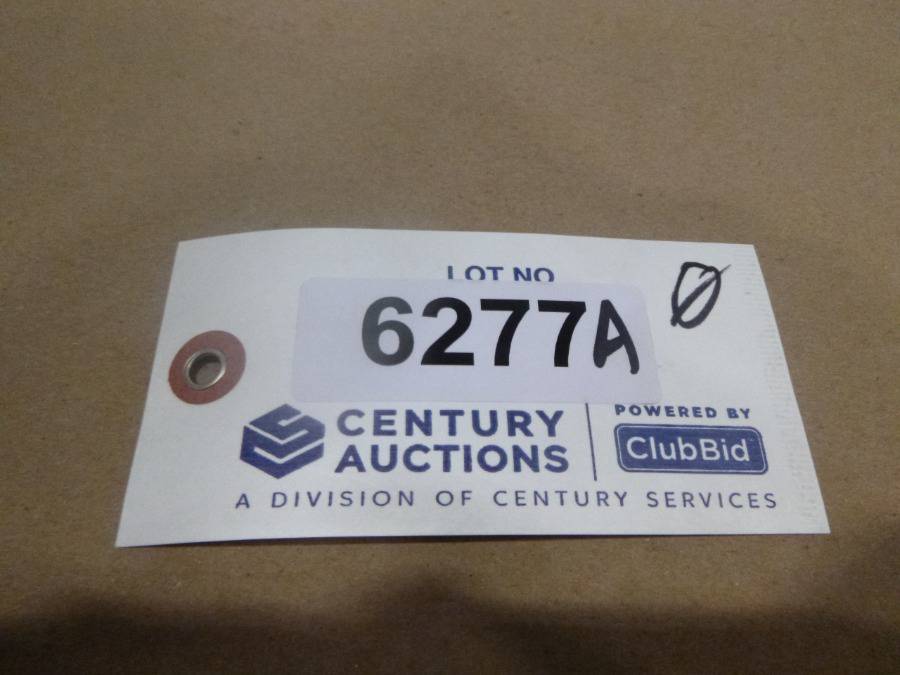 LOT NO
6277A
Ø
CENTURY
AUCTIONS
POWERED BY
ClubBid
A DIVISION OF CENTURY SERVICES